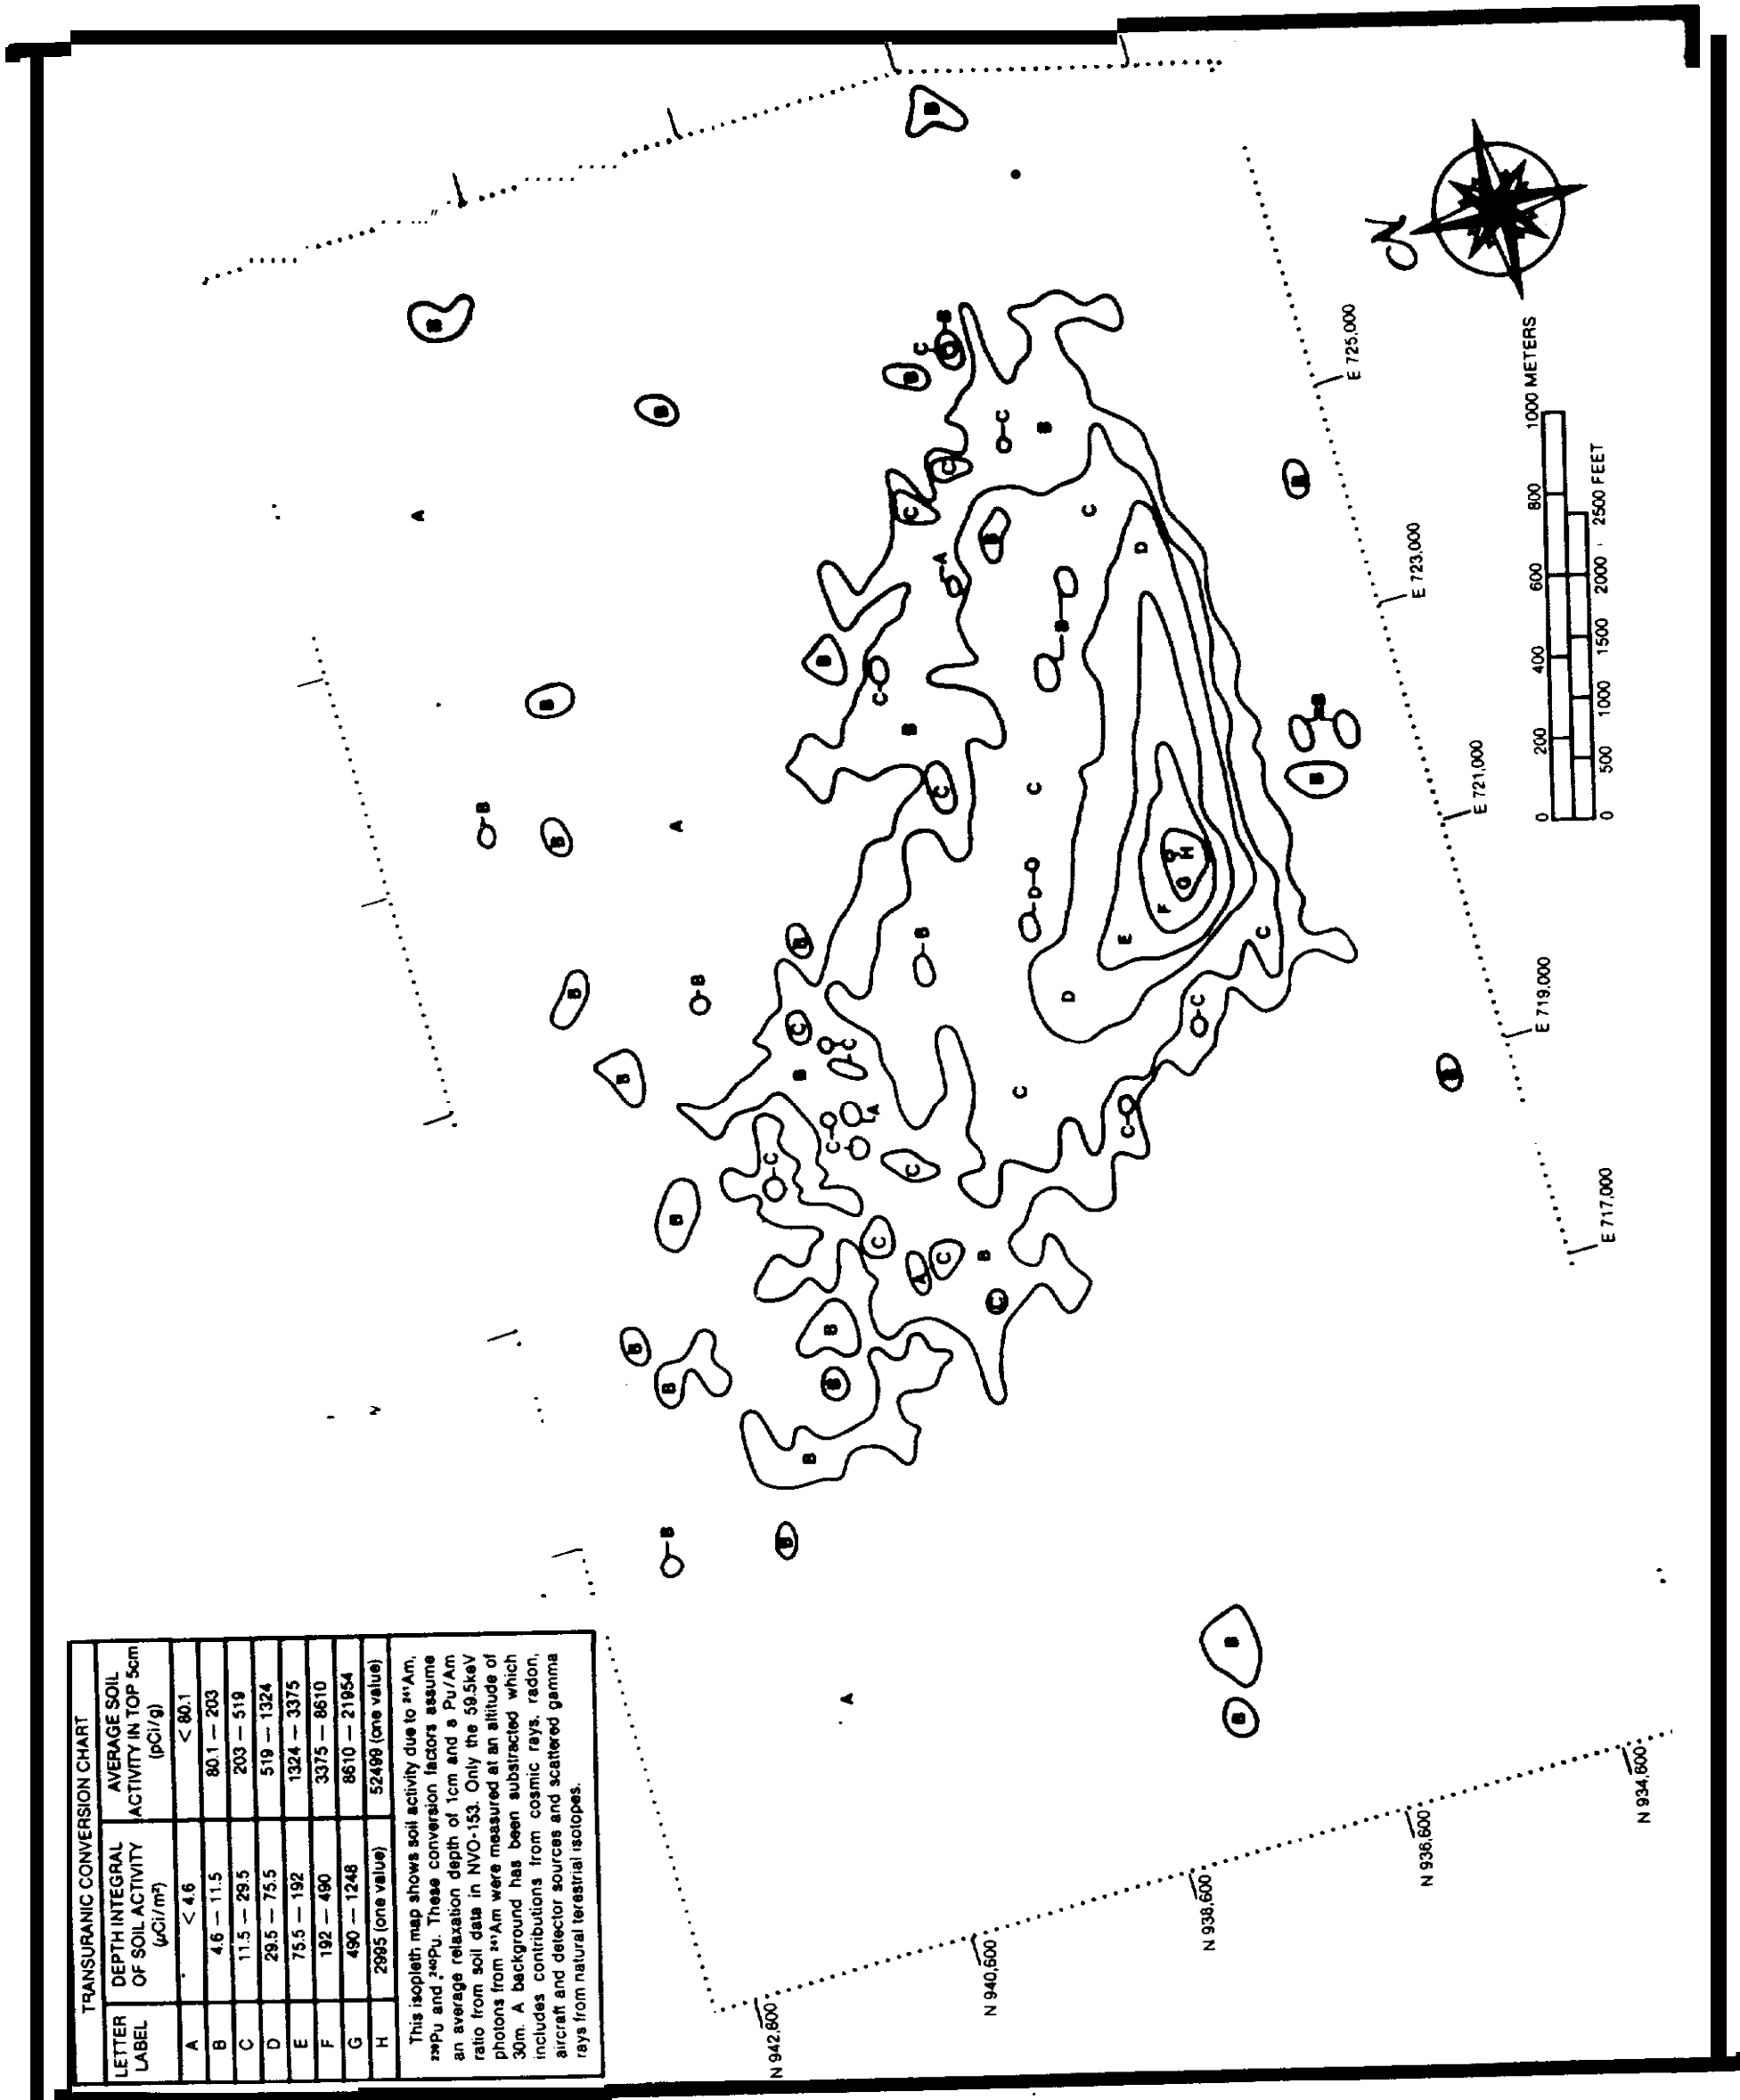 TRANSURANIC CONVERSION CHART
LETTER LABEL | DEPTH INTEGRAL OF SOIL ACTIVITY (μCi/m²) | AVERAGE SOIL ACTIVITY IN TOP 5cm (pCi/g)
A | < 4.6 | < 80.1
B | 4.6 — 11.5 | 80.1 — 203
C | 11.5 — 29.5 | 203 — 519
D | 29.5 — 75.5 | 519 — 1324
E | 75.5 — 192 | 1324 — 3375
F | 192 — 490 | 3375 — 8610
G | 490 — 1248 | 8610 — 21954
H | 2995 (one value) | 52499 (one value)
This isopleth map shows soil activity due to ²⁴¹Am,
²³⁹Pu and ²⁴⁰Pu. These conversion factors assume
an average relaxation depth of 1cm and a Pu/Am
ratio from soil data in NVO-153. Only the 59.5keV
photons from ²⁴¹Am were measured at an altitude of
30m. A background has been substracted which
includes contributions from cosmic rays, radon,
aircraft and detector sources and scattered gamma
rays from natural terestrial isotopes.
N 942,600
N 940,600
N 938,600
N 936,600
N 934,600
E 717,000
E 719,000
E 721,000
E 723,000
E 725,000
A
B
C
D
E
F
G
H
N
0 200 400 600 800 1000 METERS
0 500 1000 1500 2000 2500 FEET